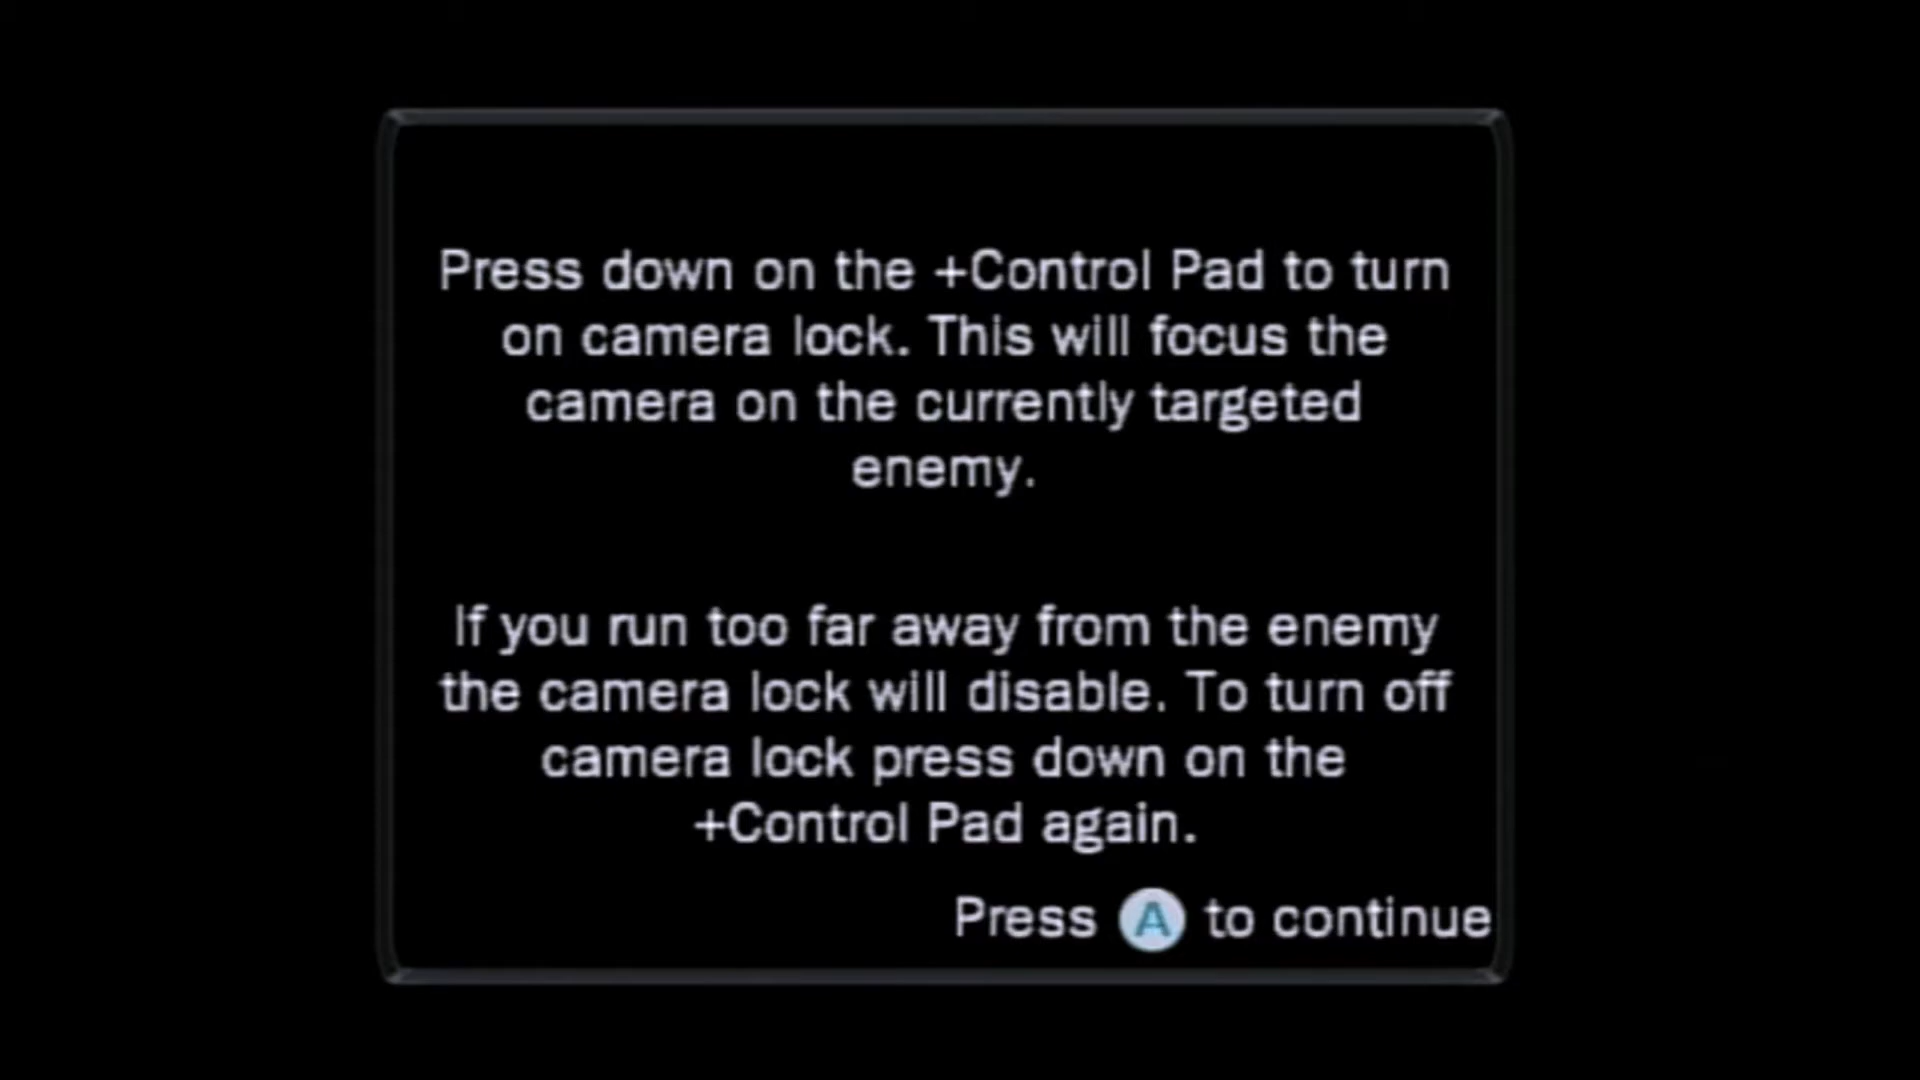 Press down on the +Control Pad to turn
on camera lock. This will focus the
camera on the currently targeted
enemy.
If you run too far away from the enemy
the camera lock will disable. To turn off
camera lock press down on the
+Control Pad again.
Press A to continue